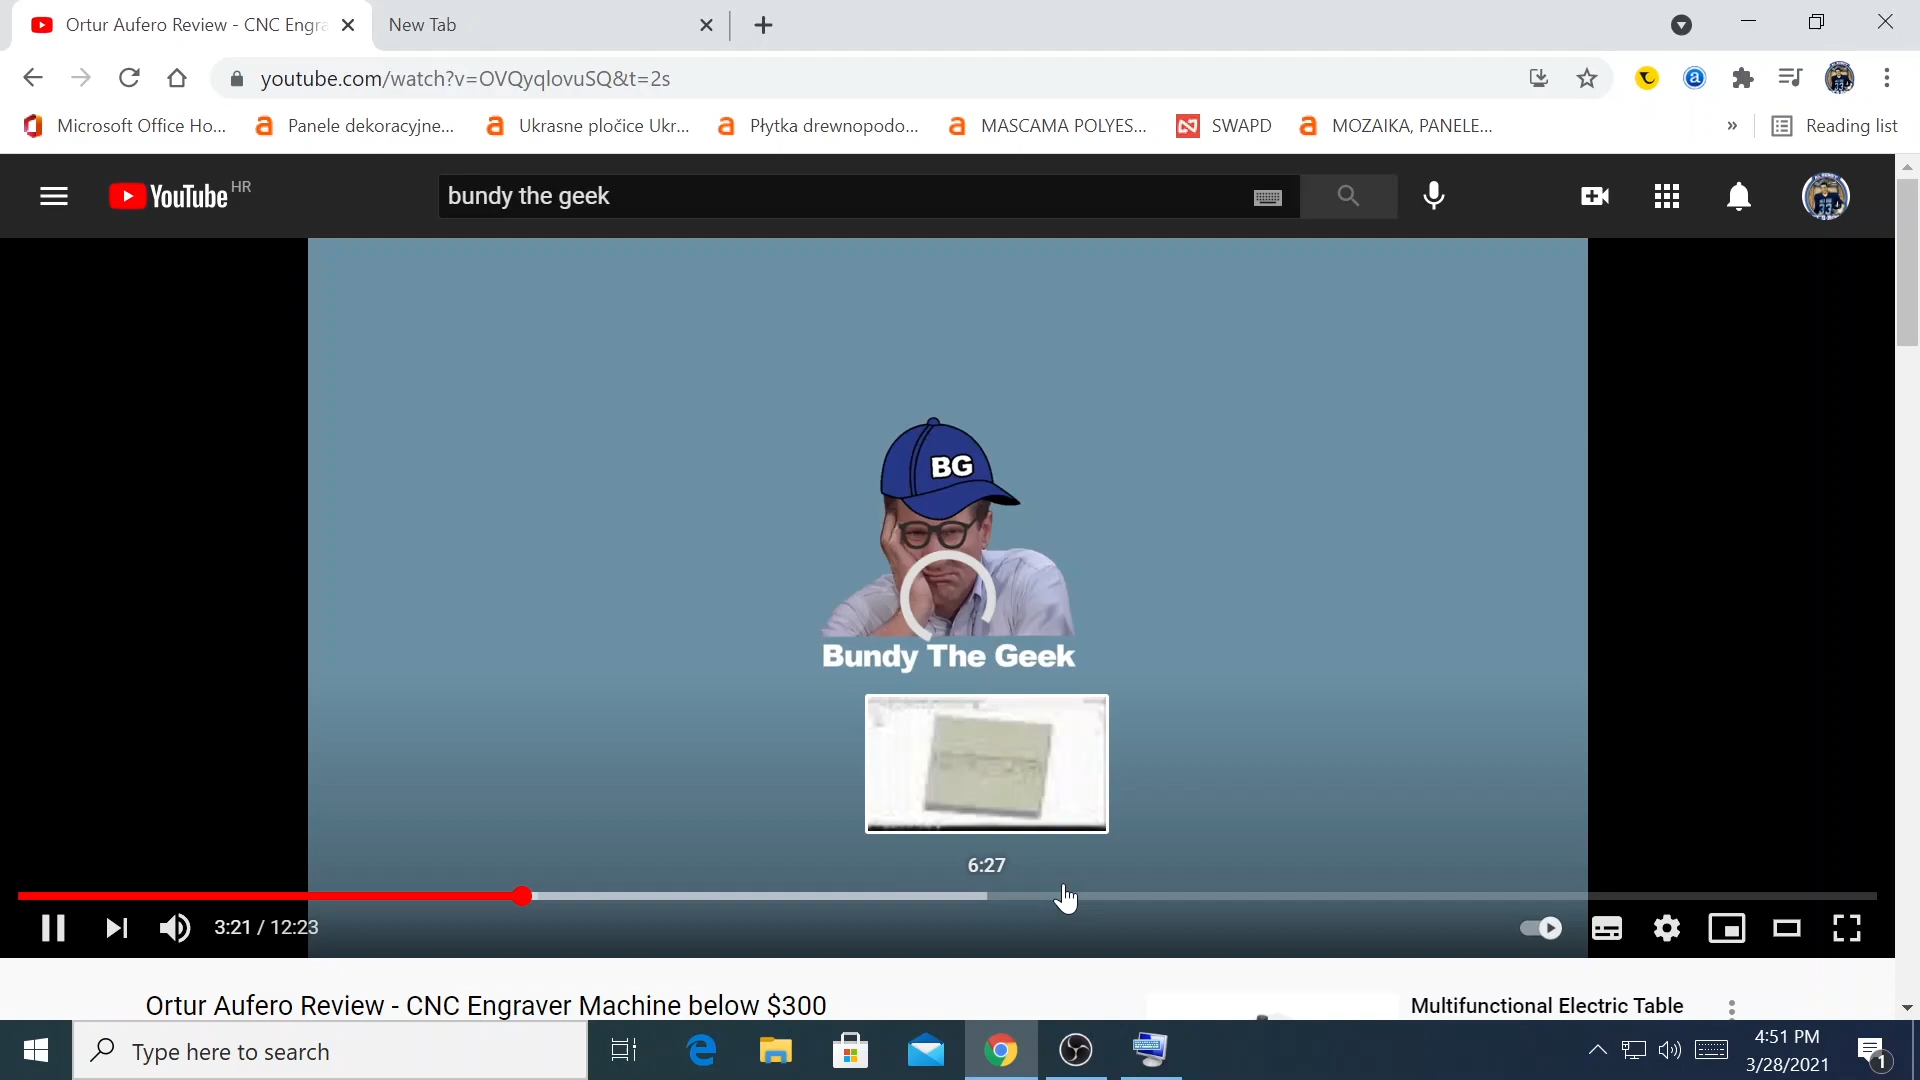 Ortur Aufero Review - CNC Engra
New Tab
youtube.com/watch?v=OVQyqlovuSQ&t=2s
Microsoft Office Ho...
Panele dekoracyjne...
Ukrasne pločice Ukr...
Płytka drewnopodo...
MASCAMA POLYES...
SWAPD
MOZAIKA, PANELE...
»
Reading list
YouTube HR
bundy the geek
BG
Bundy The Geek
6:27
3:21 / 12:23
Ortur Aufero Review - CNC Engraver Machine below $300
Multifunctional Electric Table
Type here to search
4:51 PM
3/28/2021
1